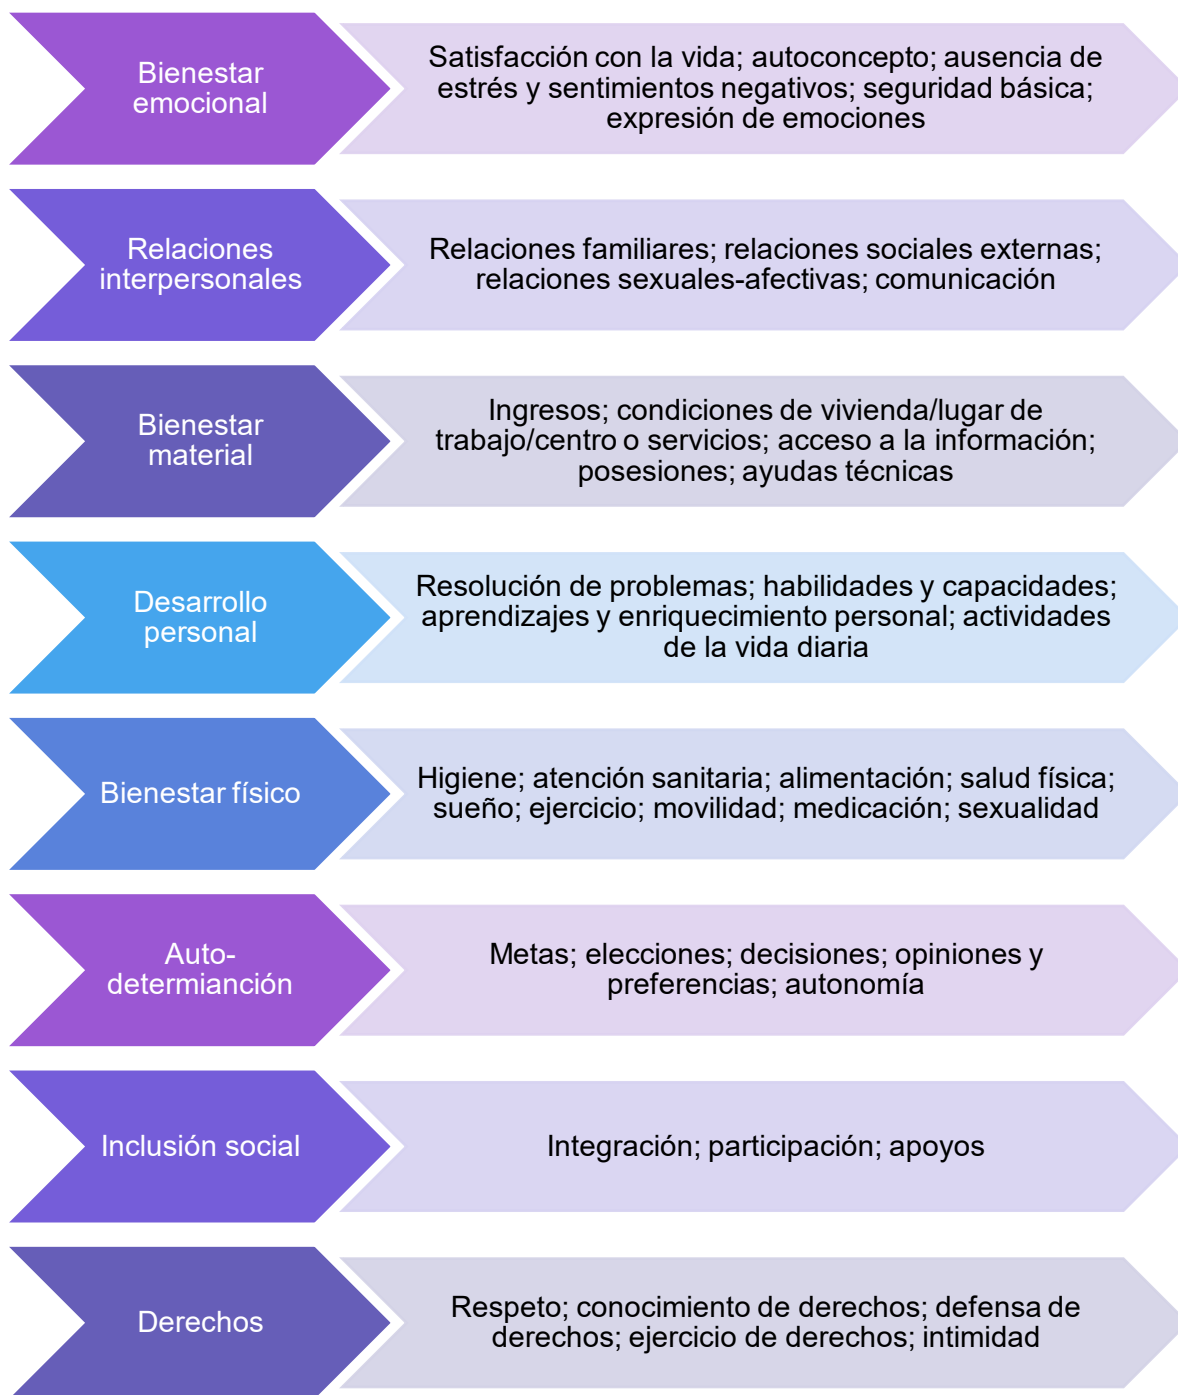 Bienestar
emocional
Satisfacción con la vida; autoconcepto; ausencia de
estrés y sentimientos negativos; seguridad básica;
expresión de emociones
Relaciones
interpersonales
Relaciones familiares; relaciones sociales externas;
relaciones sexuales-afectivas; comunicación
Bienestar
material
Ingresos; condiciones de vivienda/lugar de
trabajo/centro o servicios; acceso a la información;
posesiones; ayudas técnicas
Desarrollo
personal
Resolución de problemas; habilidades y capacidades;
aprendizajes y enriquecimiento personal; actividades
de la vida diaria
Bienestar físico
Higiene; atención sanitaria; alimentación; salud física;
sueño; ejercicio; movilidad; medicación; sexualidad
Auto-
determianción
Metas; elecciones; decisiones; opiniones y
preferencias; autonomía
Inclusión social
Integración; participación; apoyos
Derechos
Respeto; conocimiento de derechos; defensa de
derechos; ejercicio de derechos; intimidad